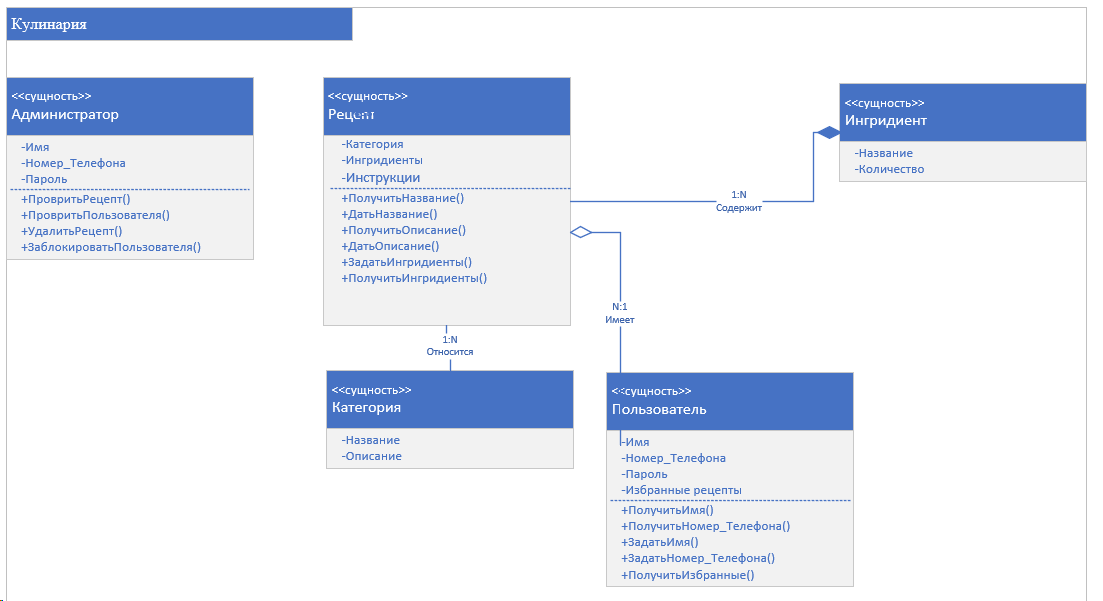 Кулинария
<<сущность>>
Администратор
-Имя
-Номер_Телефона
-Пароль
+ПровритьРецепт()
+ПровритьПользователя()
+УдалитьРецепт()
+ЗаблокироватьПользователя()
<<сущность>>
Рецепт
-Категория
-Ингридиенты
-Инструкции
+ПолучитьНазвание()
+ДатьНазвание()
+ПолучитьОписание()
+ДатьОписание()
+ЗадатьИнгридиенты()
+ПолучитьИнгридиенты()
<<сущность>>
Ингридиент
-Название
-Количество
1:N
Содержит
N:1
Имеет
1:N
Относится
<<сущность>>
Категория
-Название
-Описание
<<сущность>>
Пользователь
-Имя
-Номер_Телефона
-Пароль
-Избранные рецепты
+ПолучитьИмя()
+ПолучитьНомер_Телефона()
+ЗадатьИмя()
+ЗадатьНомер_Телефона()
+ПолучитьИзбранные()